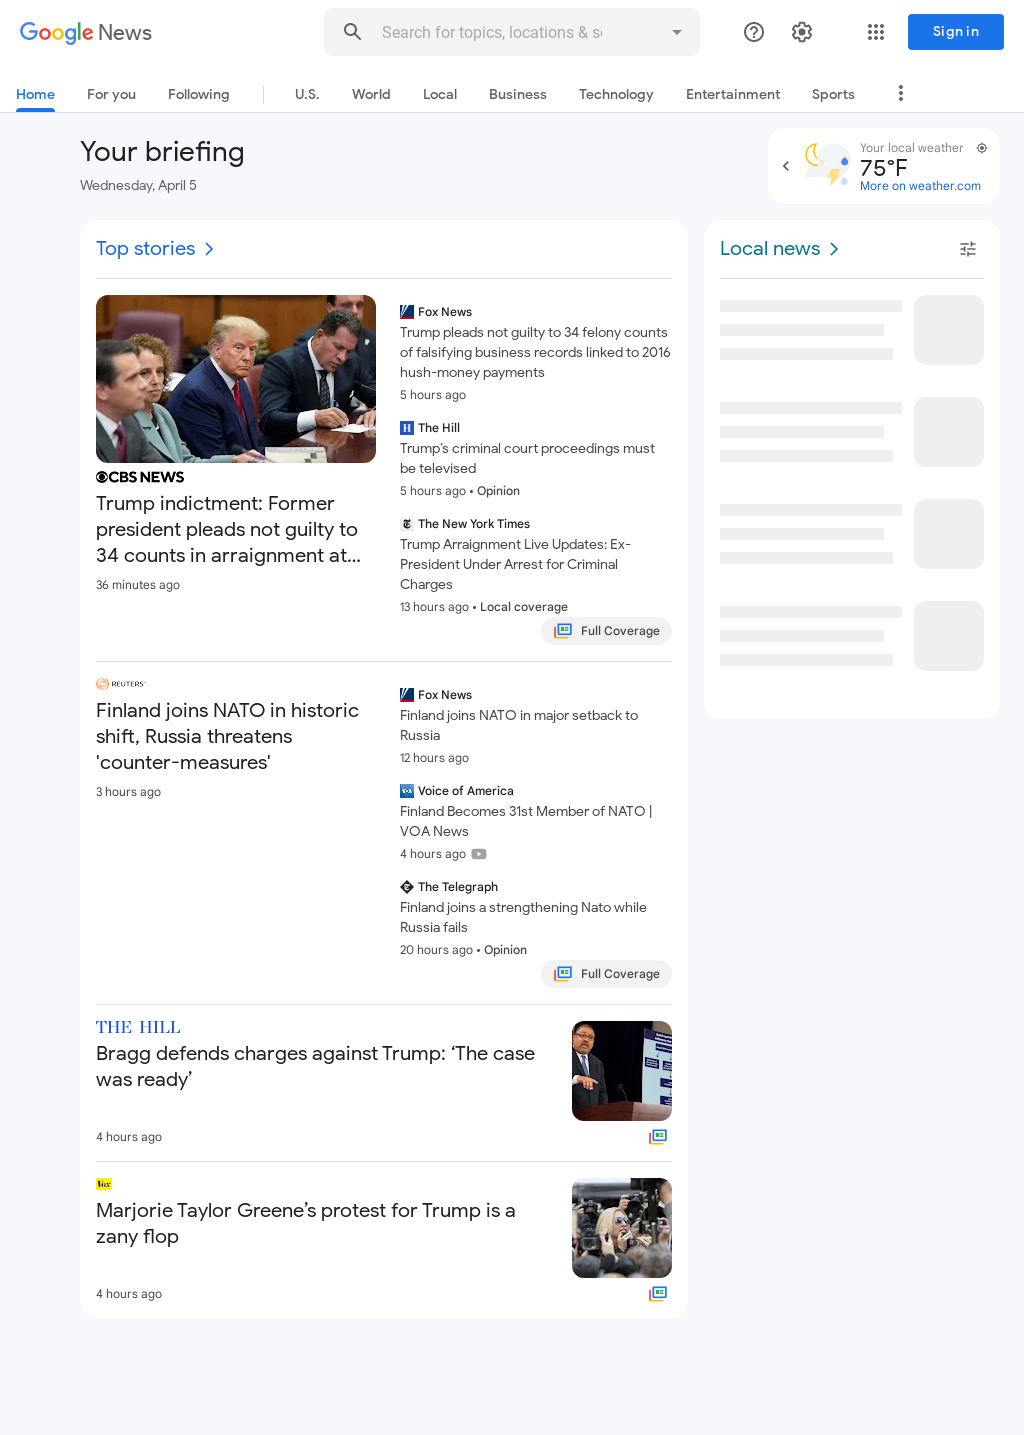 Google News
Search for topics, locations & so
Sign in
Home
For you
Following
U.S.
World
Local
Business
Technology
Entertainment
Sports
Your briefing
Wednesday, April 5
Your local weather
75°F
More on weather.com
Top stories
CBS NEWS
Trump indictment: Former
president pleads not guilty to
34 counts in arraignment at...
36 minutes ago
Fox News
Trump pleads not guilty to 34 felony counts
of falsifying business records linked to 2016
hush-money payments
5 hours ago
The Hill
Trump’s criminal court proceedings must
be televised
5 hours ago • Opinion
The New York Times
Trump Arraignment Live Updates: Ex-
President Under Arrest for Criminal
Charges
13 hours ago • Local coverage
Full Coverage
REUTERS
Finland joins NATO in historic
shift, Russia threatens
'counter-measures'
3 hours ago
Fox News
Finland joins NATO in major setback to
Russia
12 hours ago
VOA
Voice of America
Finland Becomes 31st Member of NATO |
VOA News
4 hours ago
The Telegraph
Finland joins a strengthening Nato while
Russia fails
20 hours ago • Opinion
Full Coverage
THE HILL
Bragg defends charges against Trump: ‘The case
was ready’
4 hours ago
Vox
Marjorie Taylor Greene’s protest for Trump is a
zany flop
4 hours ago
Local news